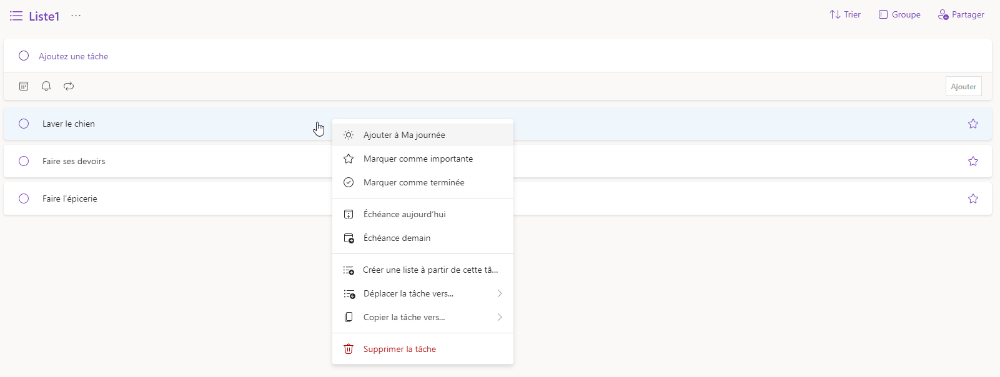 Liste1 ...
Trier
Groupe
Partager
Ajoutez une tâche
Ajouter
Laver le chien
Faire ses devoirs
Faire l'épicerie
Ajouter à Ma journée
Marquer comme importante
Marquer comme terminée
Échéance aujourd’hui
Échéance demain
Créer une liste à partir de cette tâ...
Déplacer la tâche vers...
Copier la tâche vers...
Supprimer la tâche